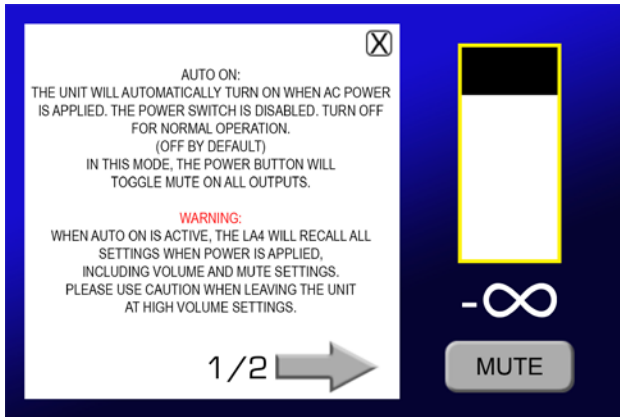 X
AUTO ON:
THE UNIT WILL AUTOMATICALLY TURN ON WHEN AC POWER
IS APPLIED. THE POWER SWITCH IS DISABLED. TURN OFF
FOR NORMAL OPERATION.
(OFF BY DEFAULT)
IN THIS MODE, THE POWER BUTTON WILL
TOGGLE MUTE ON ALL OUTPUTS.
WARNING:
WHEN AUTO ON IS ACTIVE, THE LA4 WILL RECALL ALL
SETTINGS WHEN POWER IS APPLIED,
INCLUDING VOLUME AND MUTE SETTINGS.
PLEASE USE CAUTION WHEN LEAVING THE UNIT
AT HIGH VOLUME SETTINGS.
1/2
-∞
MUTE